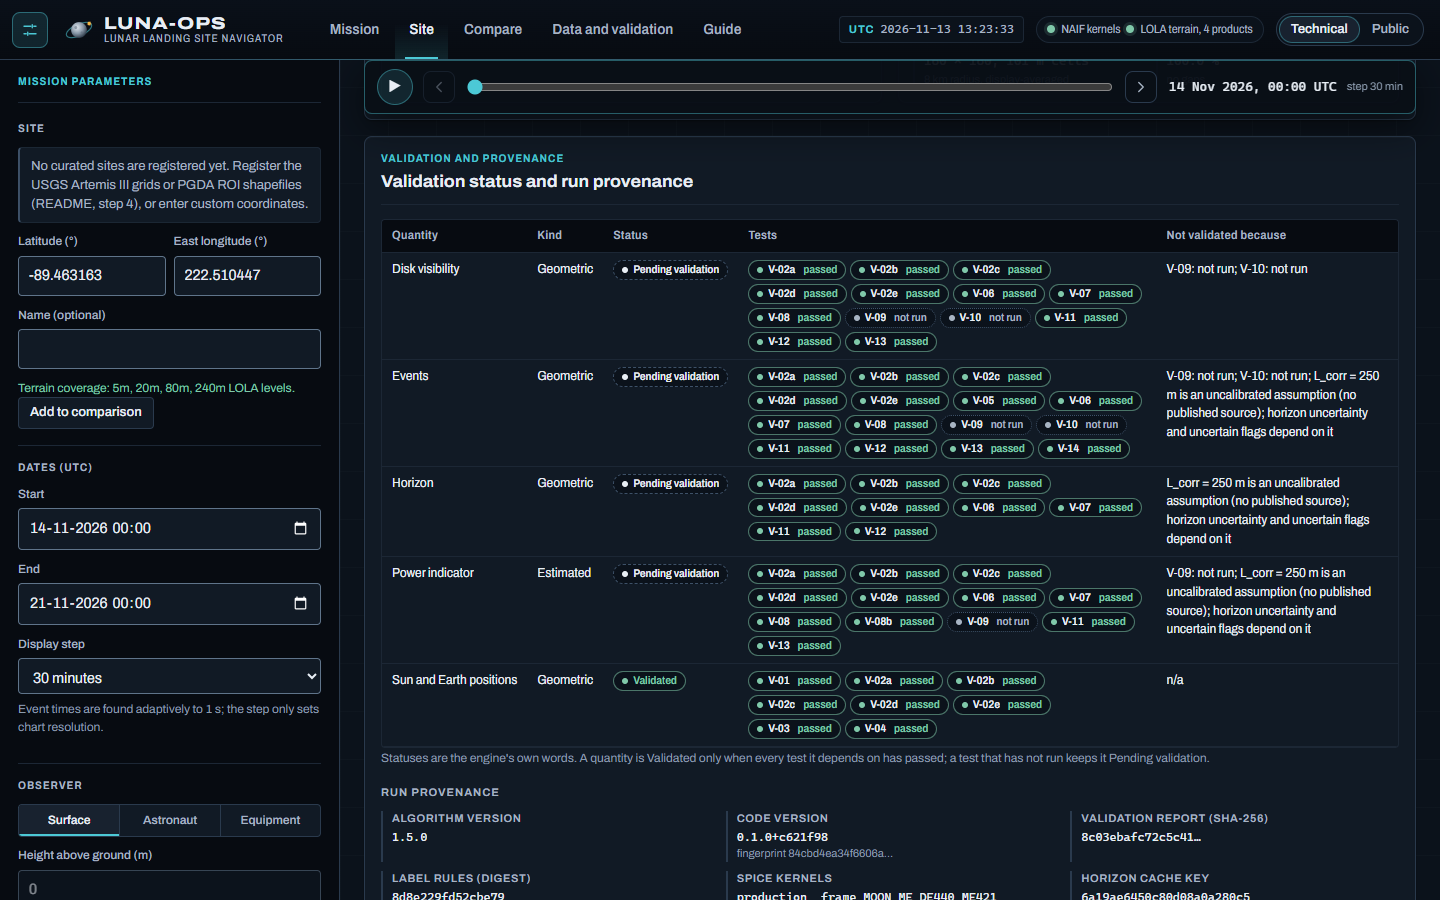 LUNA-OPS
LUNAR LANDING SITE NAVIGATOR
Mission
Site
Compare
Data and validation
Guide
UTC 2026-11-13 13:23:33
NAIF kernels
LOLA terrain, 4 products
Technical
Public
MISSION PARAMETERS
SITE
No curated sites are registered yet. Register the
USGS Artemis III grids or PGDA ROI shapefiles
(README, step 4), or enter custom coordinates.
Latitude (°)
East longitude (°)
-89.463163
222.510447
Name (optional)
Terrain coverage: 5m, 20m, 80m, 240m LOLA levels.
Add to comparison
DATES (UTC)
Start
14-11-2026 00:00
End
21-11-2026 00:00
Display step
30 minutes
Event times are found adaptively to 1 s; the step only sets
chart resolution.
OBSERVER
Surface
Astronaut
Equipment
Height above ground (m)
0
14 Nov 2026, 00:00 UTC
step 30 min
VALIDATION AND PROVENANCE
Validation status and run provenance
Quantity Kind Status Tests Not validated because
Disk visibility Geometric Pending validation V-02a passed V-02b passed V-02c passed V-09: not run; V-10: not run
V-02d passed V-02e passed V-06 passed V-07 passed
V-08 passed V-09 not run V-10 not run V-11 passed
V-12 passed V-13 passed
Events Geometric Pending validation V-02a passed V-02b passed V-02c passed V-09: not run; V-10: not run; L_corr = 250
V-02d passed V-02e passed V-05 passed V-06 passed m is an uncalibrated assumption (no
V-07 passed V-08 passed V-09 not run V-10 not run published source); horizon uncertainty
V-11 passed V-12 passed V-13 passed V-14 passed and uncertain flags depend on it
Horizon Geometric Pending validation V-02a passed V-02b passed V-02c passed L_corr = 250 m is an uncalibrated
V-02d passed V-02e passed V-06 passed V-07 passed assumption (no published source);
V-11 passed V-12 passed horizon uncertainty and uncertain flags
depend on it
Power indicator Estimated Pending validation V-02a passed V-02b passed V-02c passed V-09: not run; L_corr = 250 m is an
V-02d passed V-02e passed V-06 passed V-07 passed uncalibrated assumption (no published
V-08 passed V-08b passed V-09 not run V-11 passed source); horizon uncertainty and
V-13 passed uncertain flags depend on it
Sun and Earth positions Geometric Validated V-01 passed V-02a passed V-02b passed n/a
V-02c passed V-02d passed V-02e passed
V-03 passed V-04 passed
Statuses are the engine's own words. A quantity is Validated only when every test it depends on has passed; a test that has not run keeps it Pending validation.
RUN PROVENANCE
ALGORITHM VERSION
1.5.0
CODE VERSION
0.1.0+c621f98
fingerprint 84cbd4ea34f6606a…
VALIDATION REPORT (SHA-256)
8c03ebafc72c5c41…
LABEL RULES (DIGEST)
8d8e229fd52cbe79
SPICE KERNELS
production, frame MOON_ME_DE440_ME421
HORIZON CACHE KEY
6a19ae6450c80d08a0a280c5